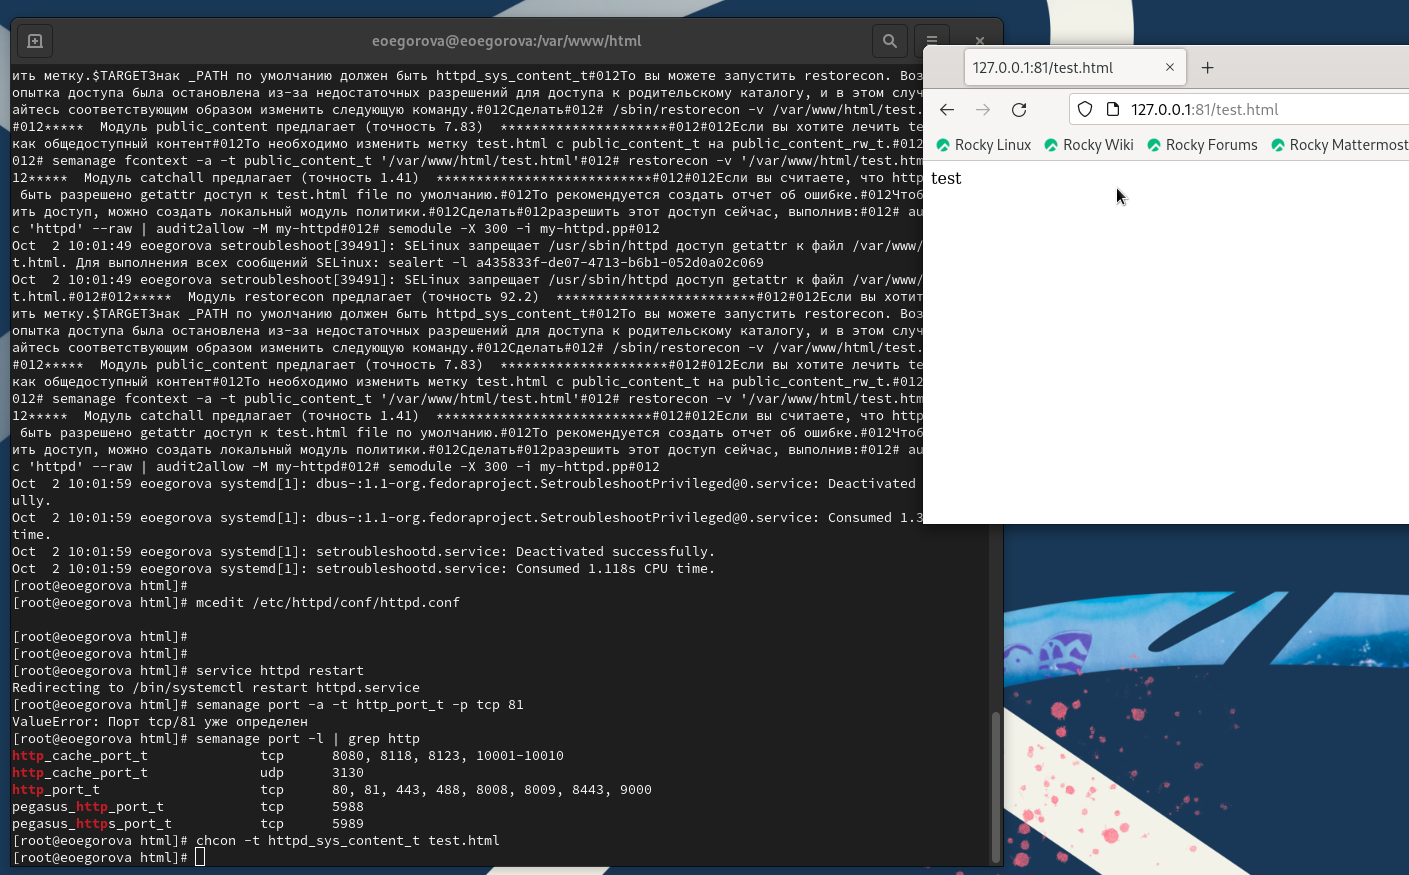 eoegorova@eoegorova:/var/www/html
ить метку.$TARGETЗнак _PATH по умолчанию должен быть httpd_sys_content_t#012То вы можете запустить restorecon. Воз
опытка доступа была остановлена из-за недостаточных разрешений для доступа к родительскому каталогу, и в этом случ
айтесь соответствующим образом изменить следующую команду.#012Сделать#012# /sbin/restorecon -v /var/www/html/test.
#012***** Модуль public_content предлагает (точность 7.83) *********************#012#012Если вы хотите лечить te
как общедоступный контент#012То необходимо изменить метку test.html с public_content_t на public_content_rw_t.#012
012# semanage fcontext -a -t public_content_t '/var/www/html/test.html'#012# restorecon -v '/var/www/html/test.htm
12***** Модуль catchall предлагает (точность 1.41) **************************#012#012Если вы считаете, что http
быть разрешено getattr доступ к test.html file по умолчанию.#012То рекомендуется создать отчет об ошибке.#012Чтоб
ить доступ, можно создать локальный модуль политики.#012Сделать#012разрешить этот доступ сейчас, выполнив:#012# au
c 'httpd' --raw | audit2allow -M my-httpd#012# semodule -X 300 -i my-httpd.pp#012
Oct 2 10:01:49 eoegorova setroubleshoot[39491]: SELinux запрещает /usr/sbin/httpd доступ getattr к файл /var/www/
t.html. Для выполнения всех сообщений SELinux: sealert -l a435833f-de07-4713-b6b1-052d0a02c069
Oct 2 10:01:49 eoegorova setroubleshoot[39491]: SELinux запрещает /usr/sbin/httpd доступ getattr к файл /var/www/
t.html.#012#012***** Модуль restorecon предлагает (точность 92.2) *************************#012#012Если вы хотит
ить метку.$TARGETЗнак _PATH по умолчанию должен быть httpd_sys_content_t#012То вы можете запустить restorecon. Воз
опытка доступа была остановлена из-за недостаточных разрешений для доступа к родительскому каталогу, и в этом случ
айтесь соответствующим образом изменить следующую команду.#012Сделать#012# /sbin/restorecon -v /var/www/html/test.
#012***** Модуль public_content предлагает (точность 7.83) *********************#012#012Если вы хотите лечить te
как общедоступный контент#012То необходимо изменить метку test.html с public_content_t на public_content_rw_t.#012
012# semanage fcontext -a -t public_content_t '/var/www/html/test.html'#012# restorecon -v '/var/www/html/test.htm
12***** Модуль catchall предлагает (точность 1.41) **************************#012#012Если вы считаете, что http
быть разрешено getattr доступ к test.html file по умолчанию.#012То рекомендуется создать отчет об ошибке.#012Чтоб
ить доступ, можно создать локальный модуль политики.#012Сделать#012разрешить этот доступ сейчас, выполнив:#012# au
c 'httpd' --raw | audit2allow -M my-httpd#012# semodule -X 300 -i my-httpd.pp#012
Oct 2 10:01:59 eoegorova systemd[1]: dbus-:1.1-org.fedoraproject.SetroubleshootPrivileged@0.service: Deactivated
ully.
Oct 2 10:01:59 eoegorova systemd[1]: dbus-:1.1-org.fedoraproject.SetroubleshootPrivileged@0.service: Consumed 1.3
time.
Oct 2 10:01:59 eoegorova systemd[1]: setroubleshootd.service: Deactivated successfully.
Oct 2 10:01:59 eoegorova systemd[1]: setroubleshootd.service: Consumed 1.118s CPU time.
[root@eoegorova html]#
[root@eoegorova html]# mcedit /etc/httpd/conf/httpd.conf
[root@eoegorova html]#
[root@eoegorova html]#
[root@eoegorova html]# service httpd restart
Redirecting to /bin/systemctl restart httpd.service
[root@eoegorova html]# semanage port -a -t http_port_t -p tcp 81
ValueError: Порт tcp/81 уже определен
[root@eoegorova html]# semanage port -l | grep http
http_cache_port_t tcp 8080, 8118, 8123, 10001-10010
http_cache_port_t udp 3130
http_port_t tcp 80, 81, 443, 488, 8008, 8009, 8443, 9000
pegasus_http_port_t tcp 5988
pegasus_https_port_t tcp 5989
[root@eoegorova html]# chcon -t httpd_sys_content_t test.html
[root@eoegorova html]#
127.0.0.1:81/test.html
127.0.0.1:81/test.html
Rocky Linux Rocky Wiki Rocky Forums Rocky Mattermost
test